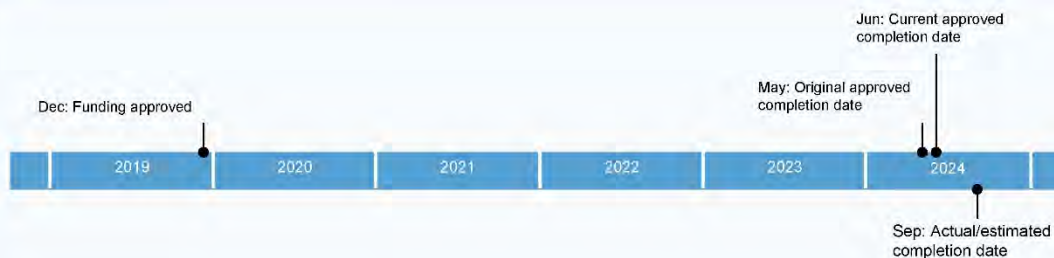 Jun: Current approved
completion date
May: Original approved
completion date
Dec: Funding approved
2019 2020 2021 2022 2023 2024
Sep: Actual/estimated
completion date